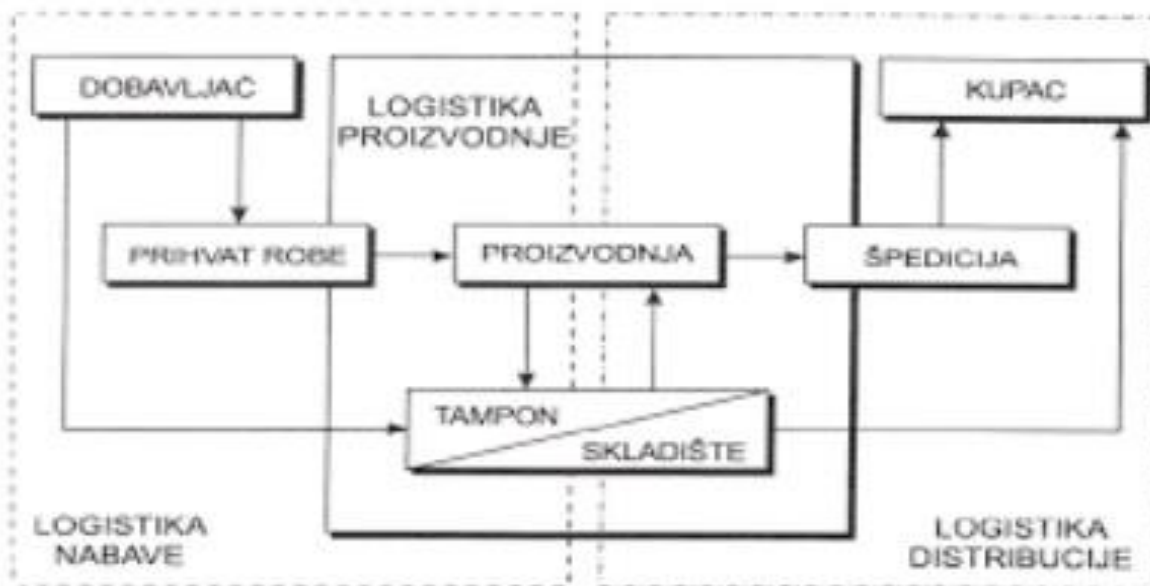 DOBAVLJAČ
LOGISTIKA
PROIZVODNJE
KUPAC
PRIHVAT ROBE
PROIZVODNJA
ŠPEDICIJA
TAMPON
SKLADIŠTE
LOGISTIKA
NABAVE
LOGISTIKA
DISTRIBUCIJE